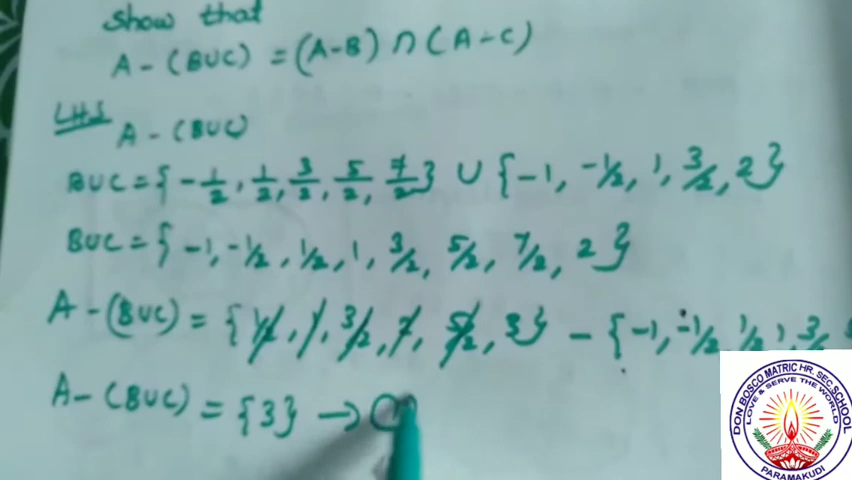 show that
A - (BUC) = (A-B) ∩ (A-C)
LHS
A - (BUC)
BUC = { -1/2, 1/2, 3/2, 5/2, 7/2 } ∪ { -1, -1/2, 1, 3/2, 2 }
BUC = { -1, -1/2, 1/2, 1, 3/2, 5/2, 7/2, 2 }
A - (BUC) = { 1/2, 1, 3/2, 7, 5/2, 3 } - { -1, -1/2, 1/2, 1, 3/2,
A - (BUC) = {3} →
DON BOSCO MATRIC HR. SEC. SCHOOL
LOVE & SERVE THE WORLD
PARAMAKUDI